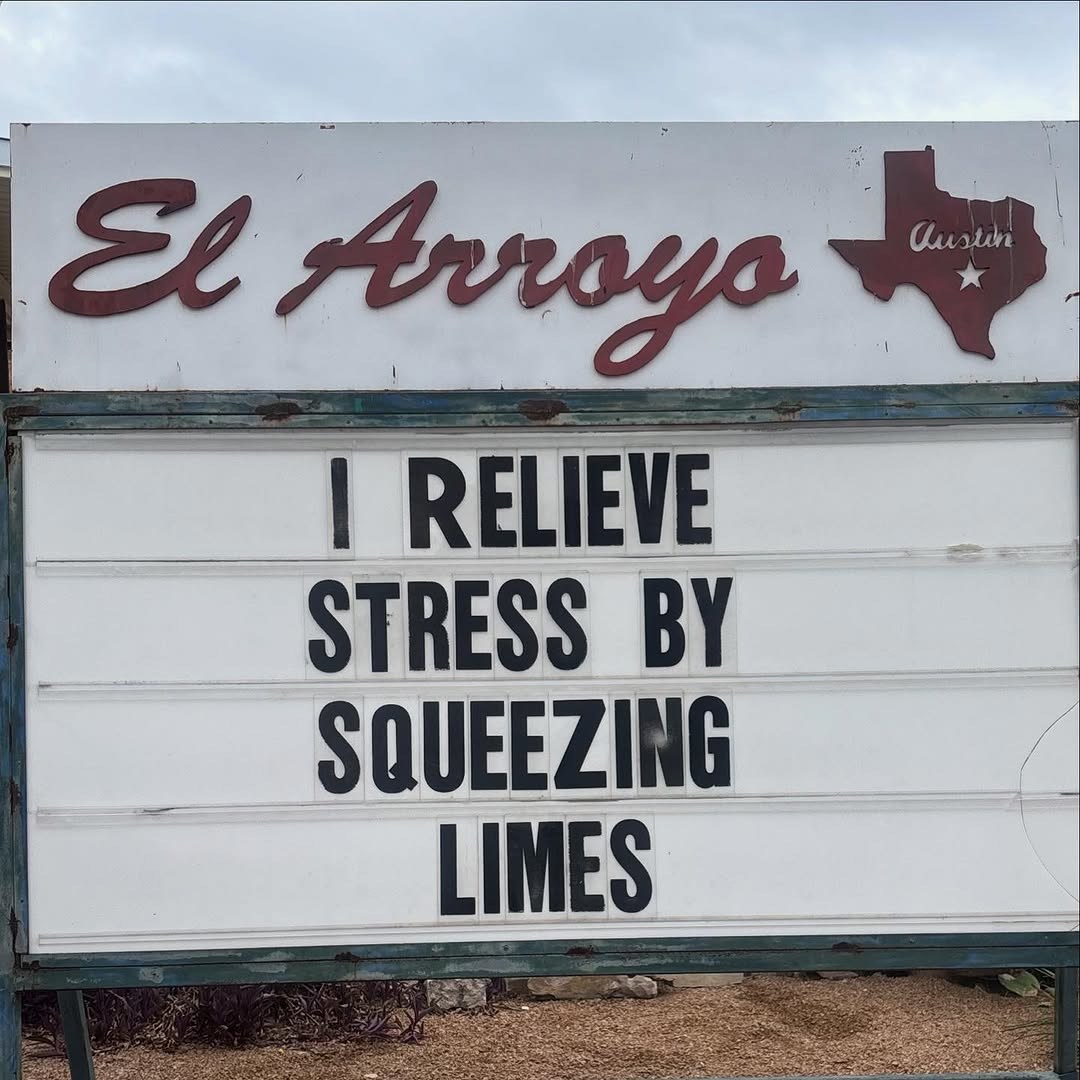 El Arroyo
Austin
I RELIEVE
STRESS BY
SQUEEZING
LIMES